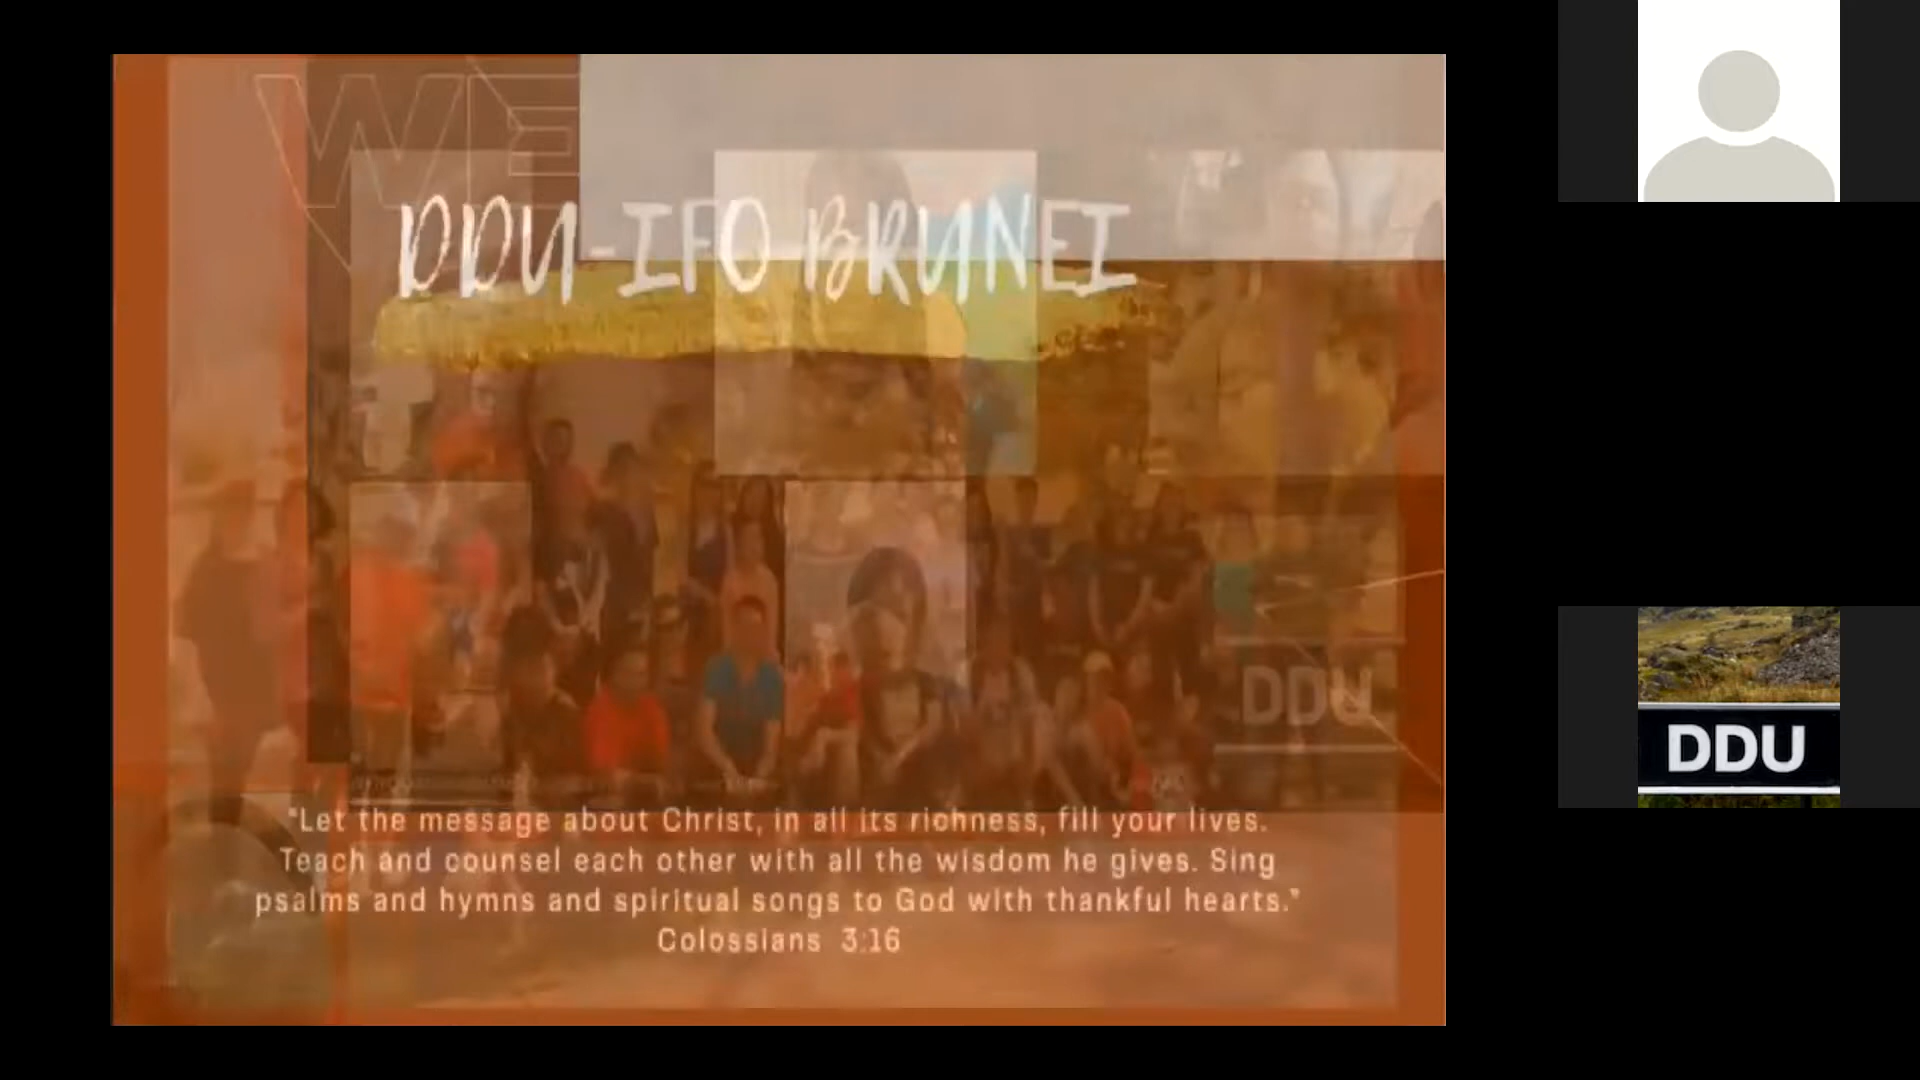 WE
DDU-IFO BRUNEI
DDU
"Let the message about Christ, in all its richness, fill your lives.
Teach and counsel each other with all the wisdom he gives. Sing
psalms and hymns and spiritual songs to God with thankful hearts."
Colossians 3:16
DDU